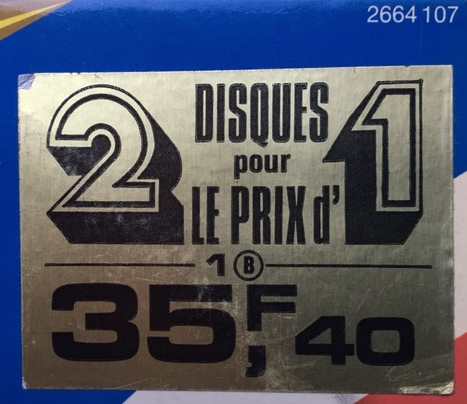 2664 107
2 DISQUES 1
pour
LE PRIX d'
1 Ⓑ
35,F 40